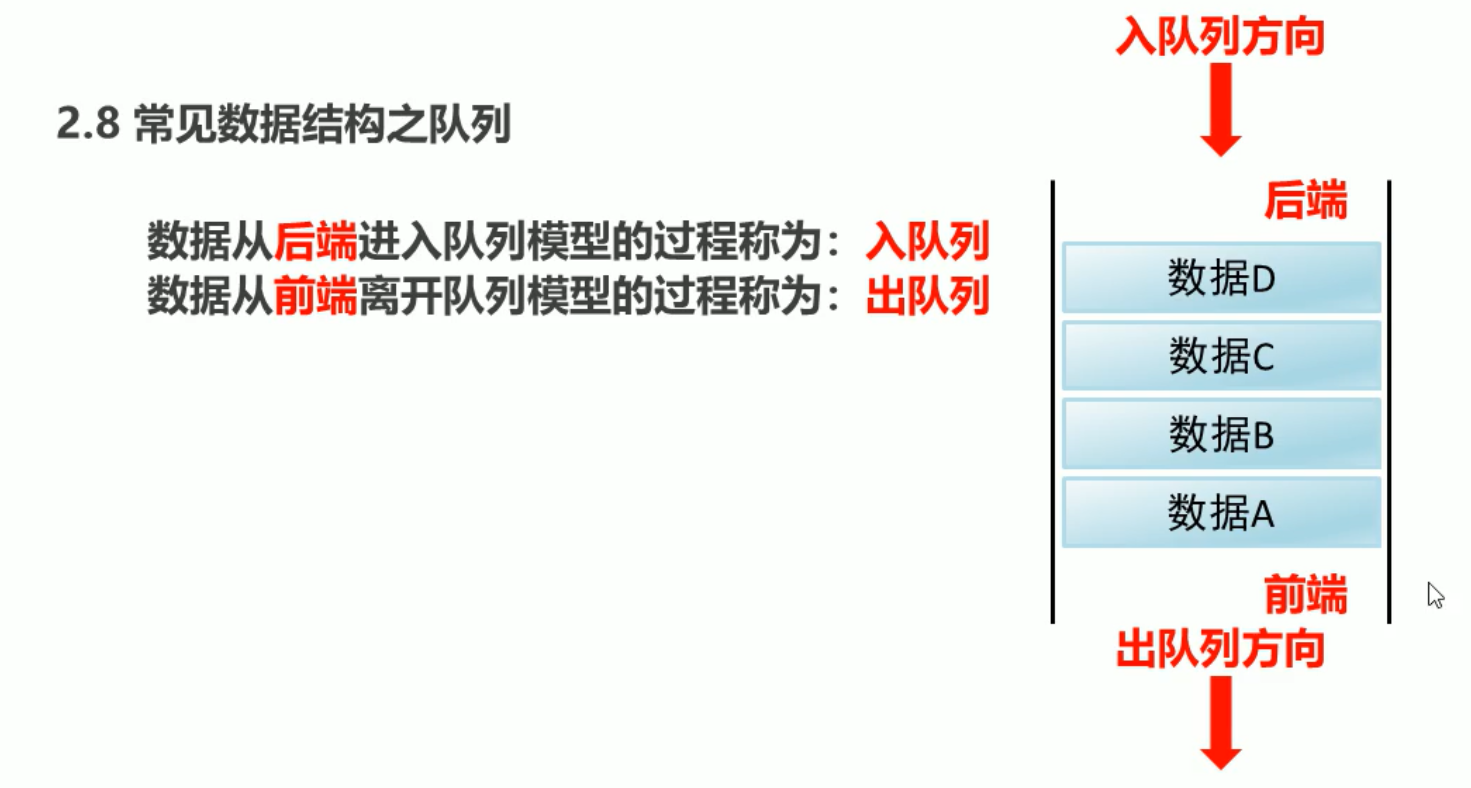 2.8 常见数据结构之队列
数据从后端进入队列模型的过程称为：入队列
数据从前端离开队列模型的过程称为：出队列
入队列方向
后端
数据D
数据C
数据B
数据A
前端
出队列方向